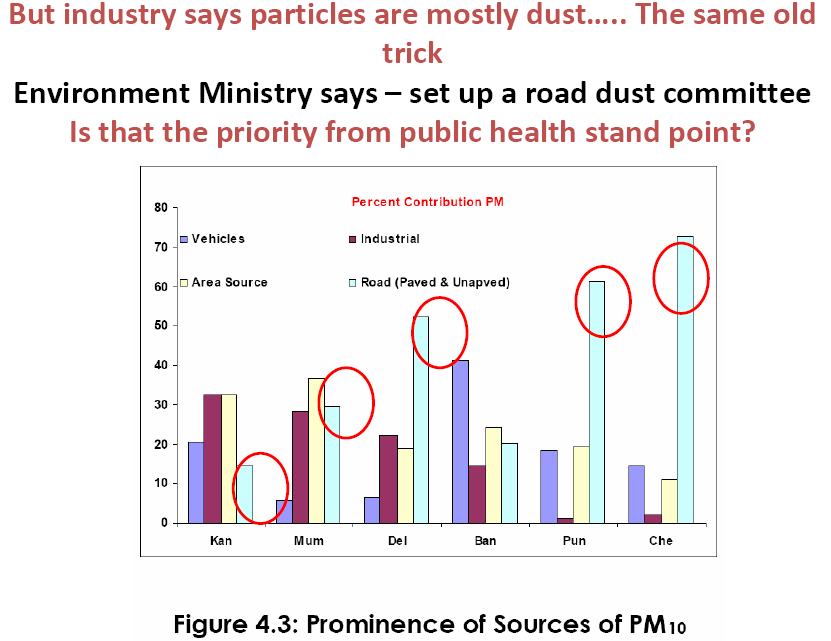 But industry says particles are mostly dust….. The same old
trick
Environment Ministry says – set up a road dust committee
Is that the priority from public health stand point?
Percent Contribution PM
80
70
60
50
40
30
20
10
0
Vehicles
Industrial
Area Source
Road (Paved & Unapved)
Kan
Mum
Del
Ban
Pun
Che
Figure 4.3: Prominence of Sources of PM10